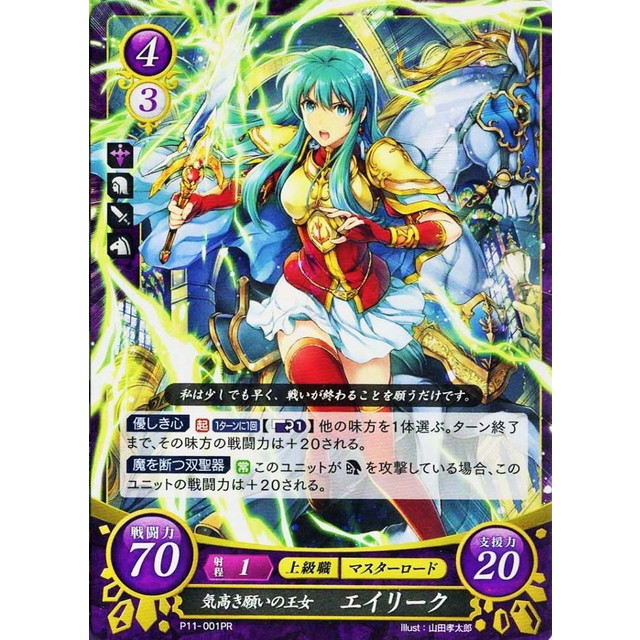 4
3
私は少しでも早く、戦いが終わることを願うだけです。
優しき心 起 1ターンに1回 【 1】他の味方を1体選ぶ。ターン終了
まで、その味方の戦闘力は＋20される。
魔を断つ双聖器 常 このユニットが を攻撃している場合、この
ユニットの戦闘力は＋20される。
戦闘力
70
射程 1
上級職
マスターロード
支援力
20
気高き願いの王女 エイリーク
P11-001PR
Illust：山田孝太郎